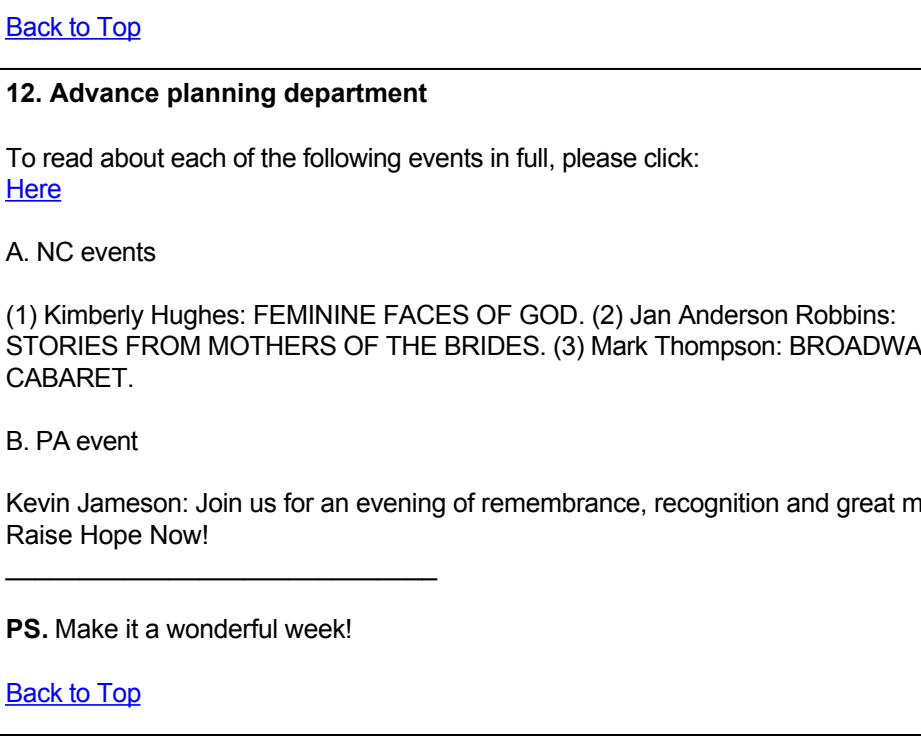 Back to Top
12. Advance planning department
To read about each of the following events in full, please click:
Here
A. NC events
(1) Kimberly Hughes: FEMININE FACES OF GOD. (2) Jan Anderson Robbins:
STORIES FROM MOTHERS OF THE BRIDES. (3) Mark Thompson:
CABARET.
B. PA event
Kevin Jameson: Join us for an evening of remembrance, recognition and great
Raise Hope Now!
PS. Make it a wonderful week!
Back to Top